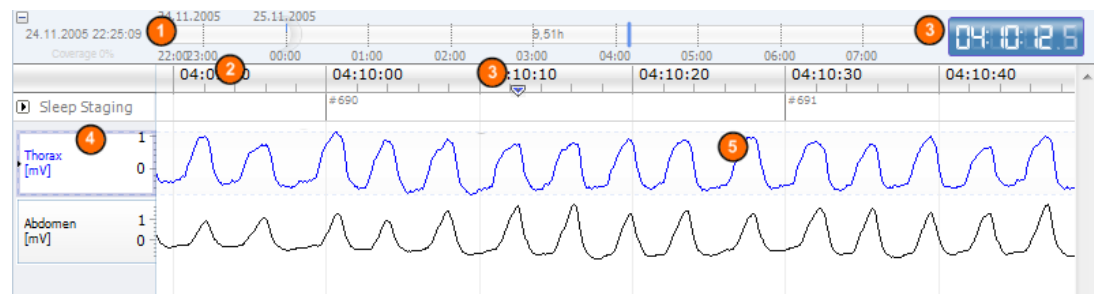 24.11.2005 25.11.2005
24.11.2005 22:25:09 1 9,51h 3 04:10:12.5
Coverage 0% 22:00 23:00 00:00 01:00 02:00 03:00 04:00 05:00 06:00 07:00
2 04:10:00 3 :10:10 04:10:20 04:10:30 04:10:40
Sleep Staging #690 #691
4 1 5
Thorax
[mV] 0
Abdomen 1
[mV] 0